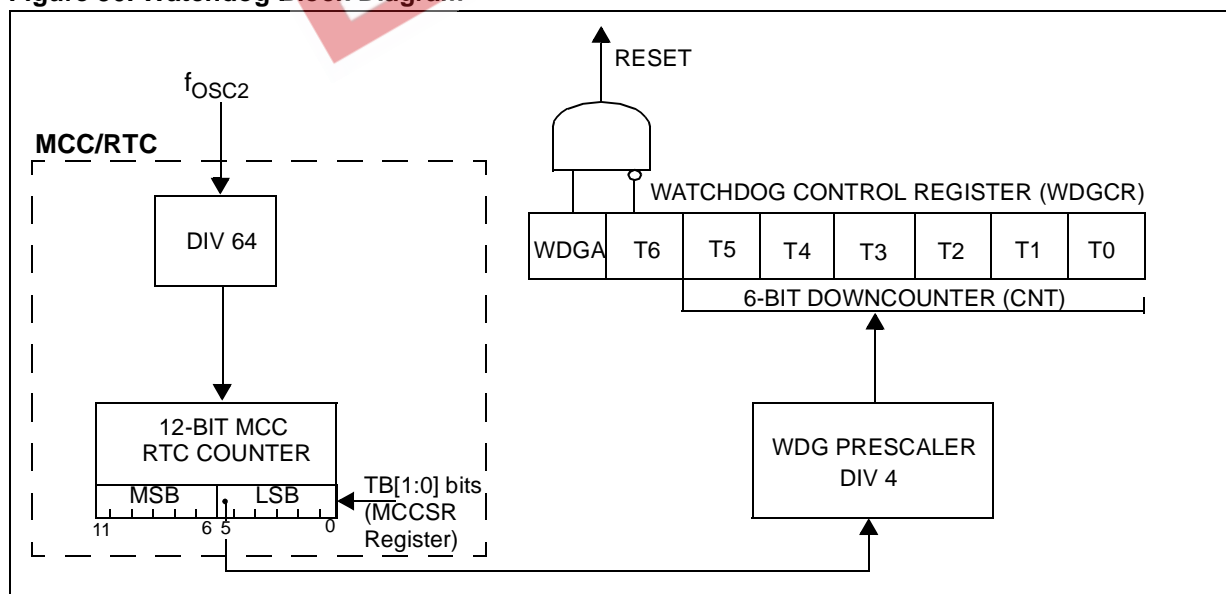 fOSC2
MCC/RTC
DIV 64
12-BIT MCC
RTC COUNTER
MSB LSB
11 6 5 0
TB[1:0] bits
(MCCSR
Register)
RESET
WATCHDOG CONTROL REGISTER (WDGCR)
WDGA T6 T5 T4 T3 T2 T1 T0
6-BIT DOWNCOUNTER (CNT)
WDG PRESCALER
DIV 4